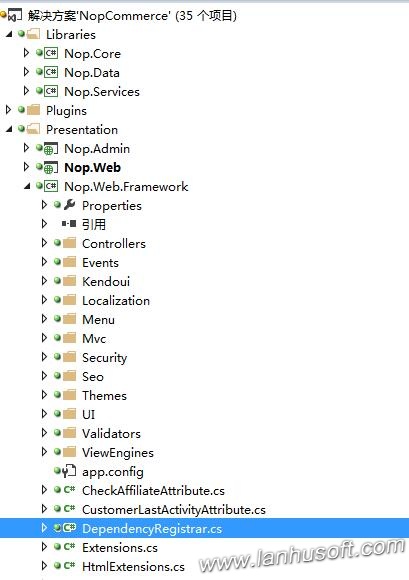 解决方案'NopCommerce' (35 个项目)
Libraries
Nop.Core
Nop.Data
Nop.Services
Plugins
Presentation
Nop.Admin
Nop.Web
Nop.Web.Framework
Properties
引用
Controllers
Events
Kendoui
Localization
Menu
Mvc
Security
Seo
Themes
UI
Validators
ViewEngines
app.config
CheckAffiliateAttribute.cs
CustomerLastActivityAttribute.cs
DependencyRegistrar.cs
Extensions.cs
HtmlExtensions.cs
www.lanhusoft.com